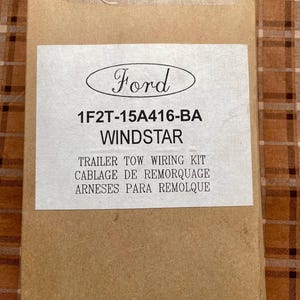 Ford
1F2T-15A416-BA
WINDSTAR
TRAILER TOW WIRING KIT
CABLAGE DE REMORQUAGE
ARNESES PARA REMOLQUE